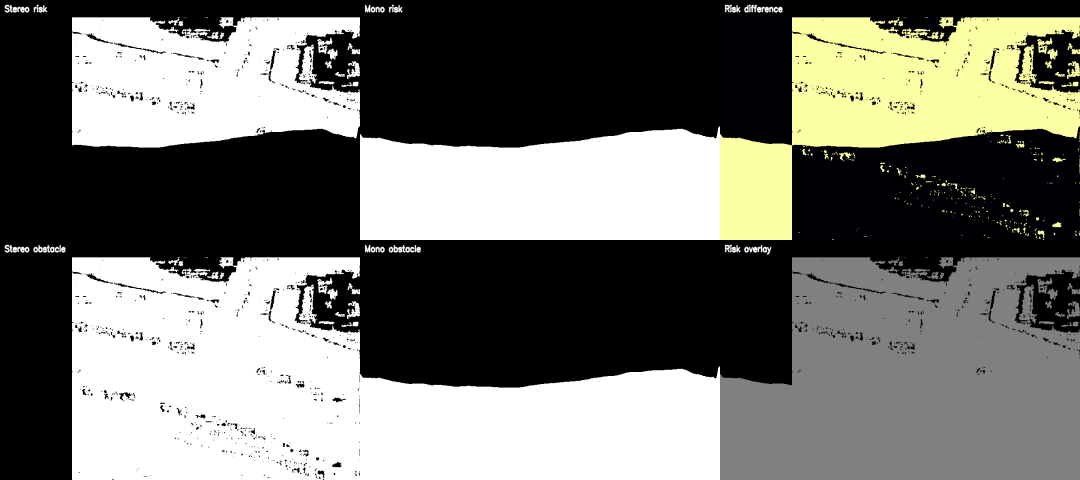 Stereo risk
Mono risk
Risk difference
Stereo obstacle
Mono obstacle
Risk overlay